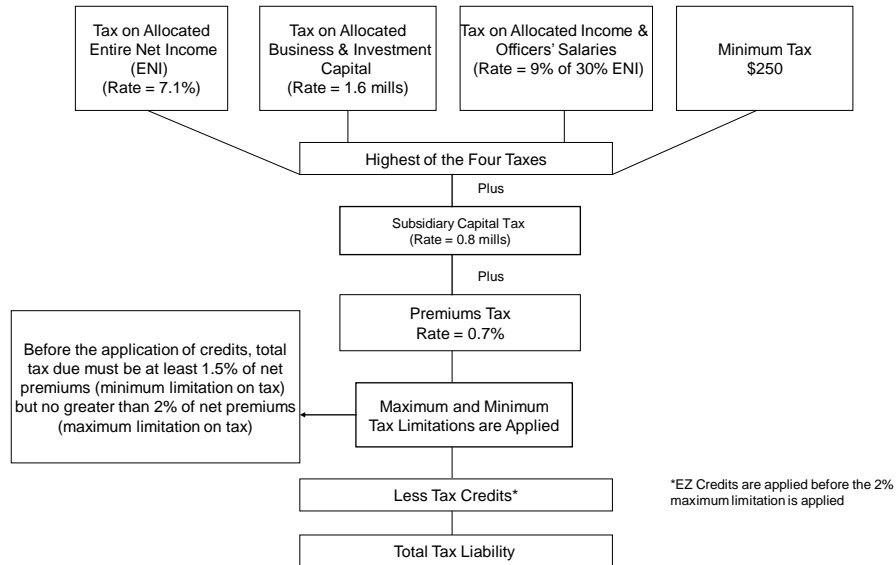 Tax on Allocated
Entire Net Income
(ENI)
(Rate = 7.1%)
Tax on Allocated
Business & Investment
Capital
(Rate = 1.6 mills)
Tax on Allocated Income &
Officers' Salaries
(Rate = 9% of 30% ENI)
Minimum Tax
$250
Highest of the Four Taxes
Plus
Subsidiary Capital Tax
(Rate = 0.8 mills)
Plus
Premiums Tax
Rate = 0.7%
Before the application of credits, total
tax due must be at least 1.5% of net
premiums (minimum limitation on tax)
but no greater than 2% of net premiums
(maximum limitation on tax)
Maximum and Minimum
Tax Limitations are Applied
Less Tax Credits*
*EZ Credits are applied before the 2%
maximum limitation is applied
Total Tax Liability